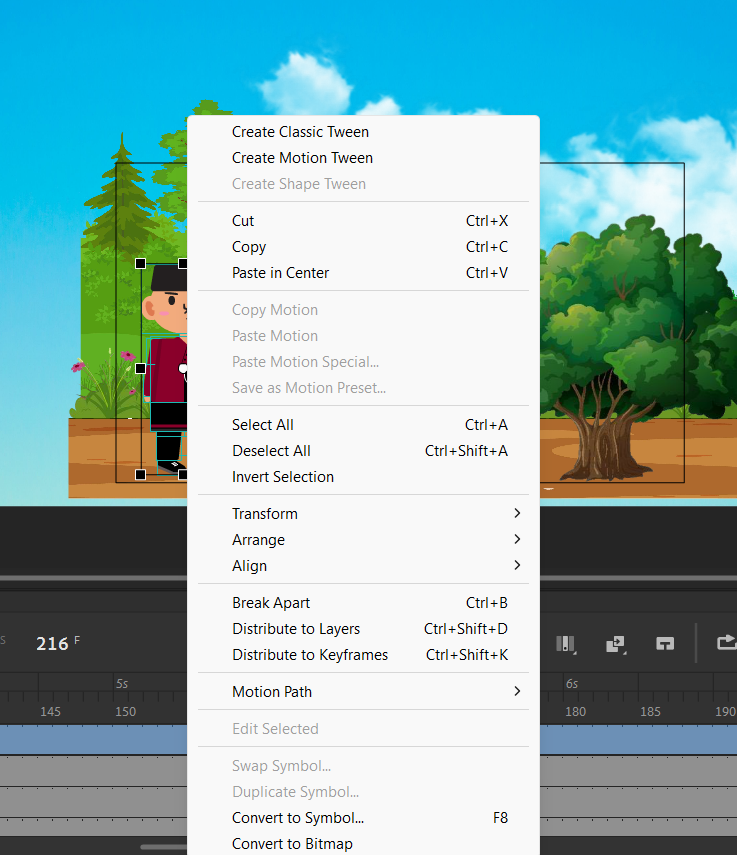 Create Classic Tween
Create Motion Tween
Create Shape Tween
Cut Ctrl+X
Copy Ctrl+C
Paste in Center Ctrl+V
Copy Motion
Paste Motion
Paste Motion Special...
Save as Motion Preset...
Select All Ctrl+A
Deselect All Ctrl+Shift+A
Invert Selection
Transform
Arrange
Align
Break Apart Ctrl+B
Distribute to Layers Ctrl+Shift+D
Distribute to Keyframes Ctrl+Shift+K
Motion Path
Edit Selected
Swap Symbol...
Duplicate Symbol...
Convert to Symbol... F8
Convert to Bitmap
S 216 F
5s 6s
145 150 180 185 190